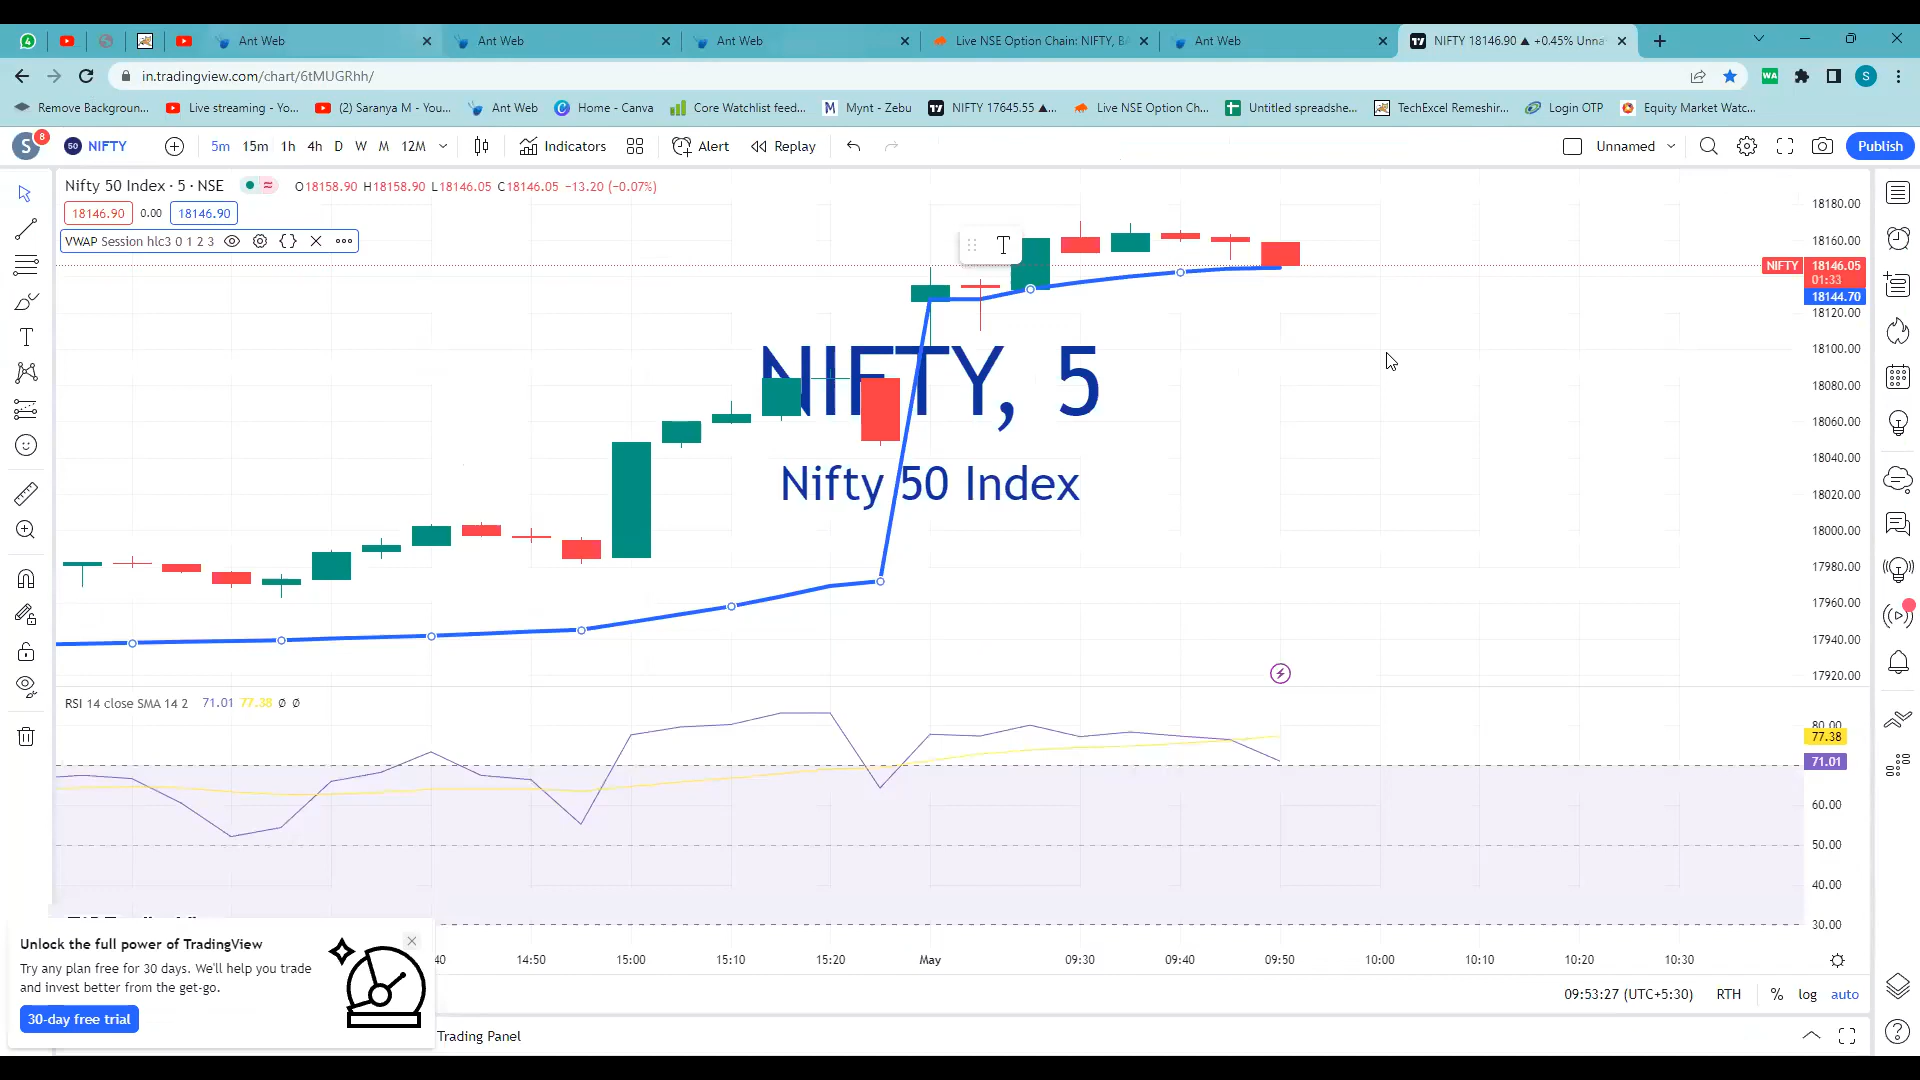 4
Ant Web
Ant Web
Ant Web
Live NSE Option Chain: NIFTY, BA
Ant Web
NIFTY 18146.90 ▲ +0.45% Unna
in.tradingview.com/chart/6tMUGRhh/
WA
S
Remove Backgroun...
Live streaming - Yo...
(2) Saranya M - You...
Ant Web
Home - Canva
Core Watchlist feed...
Mynt - Zebu
NIFTY 17645.55 ▲...
Live NSE Option Ch...
Untitled spreadshe...
TechExcel Remeshir...
Login OTP
Equity Market Watc...
S
8
50
NIFTY
5m
15m
1h
4h
D
W
M
12M
Indicators
Alert
Replay
Unnamed
Publish
Nifty 50 Index · 5 · NSE
O18158.90 H18158.90 L18146.05 C18146.05 −13.20 (−0.07%)
18146.90
0.00
18146.90
VWAP Session hlc3 0 1 2 3
T
NIFTY, 5
Nifty 50 Index
18180.00
18160.00
NIFTY
18146.05
01:33
18144.70
18120.00
18100.00
18080.00
18060.00
18040.00
18020.00
18000.00
17980.00
17960.00
17940.00
17920.00
RSI 14 close SMA 14 2 71.01 77.38 Ø Ø
80.00
77.38
71.01
60.00
50.00
40.00
30.00
Unlock the full power of TradingView
Try any plan free for 30 days. We'll help you trade
and invest better from the get-go.
30-day free trial
40
14:50
15:00
15:10
15:20
May
09:30
09:40
09:50
10:00
10:10
10:20
10:30
09:53:27 (UTC+5:30)
RTH
%
log
auto
Trading Panel